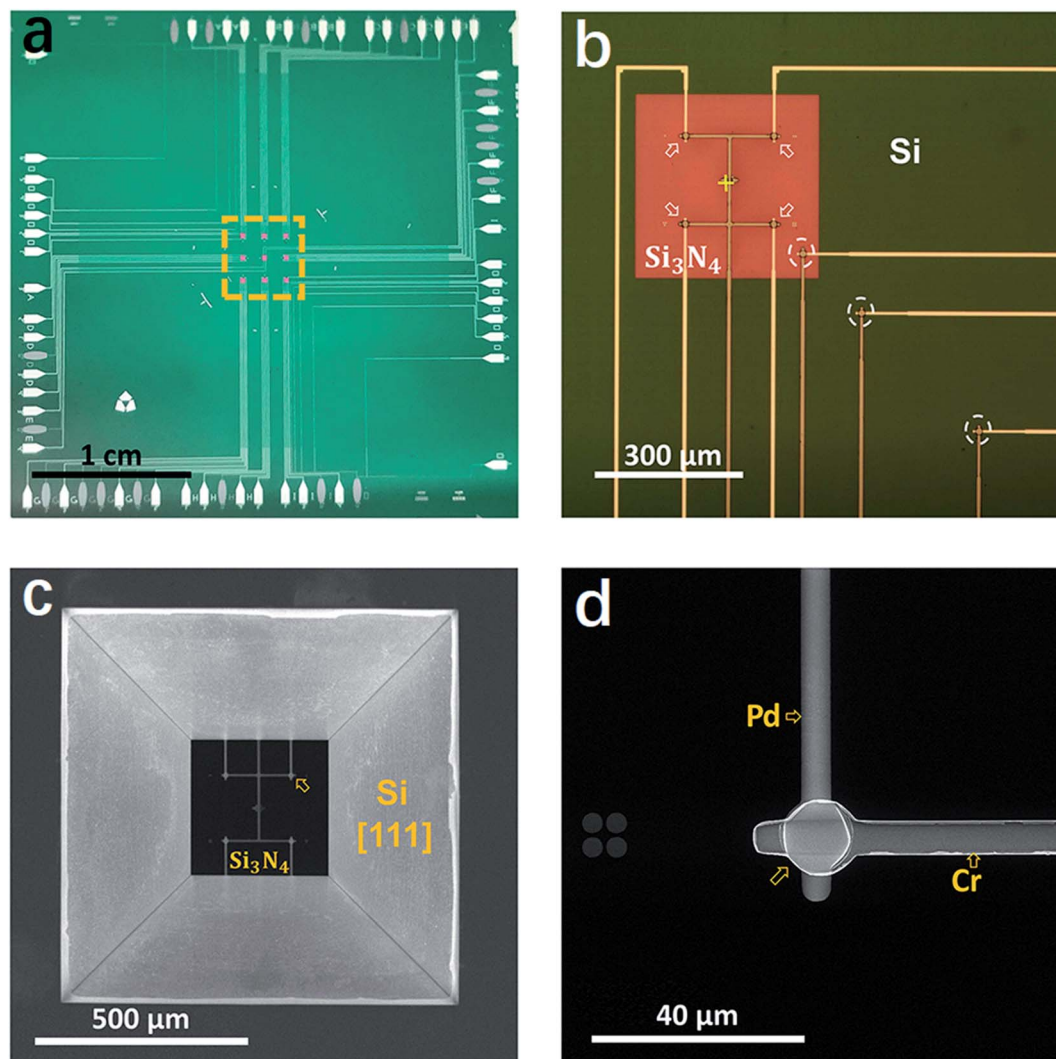 a
1 cm
b
Si
Si₃N₄
300 μm
c
Si
[111]
Si₃N₄
500 μm
d
Pd
Cr
40 μm